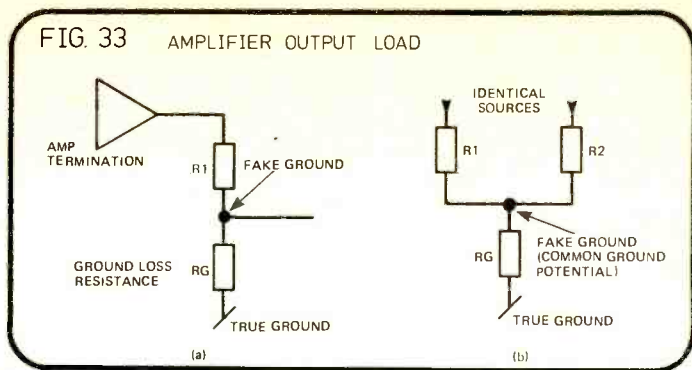 FIG. 33 AMPLIFIER OUTPUT LOAD
AMP
TERMINATION
R1
FAKE GROUND
GROUND LOSS
RESISTANCE
RG
TRUE GROUND
(a)
IDENTICAL
SOURCES
R1
R2
FAKE GROUND
(COMMON GROUND
POTENTIAL)
RG
TRUE GROUND
(b)